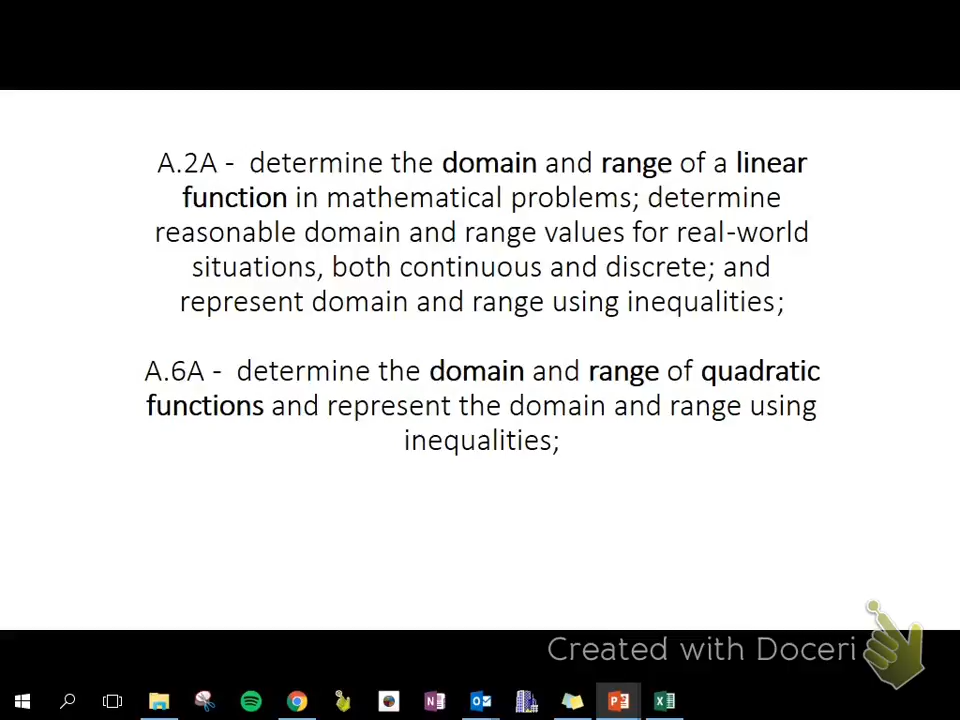 A.2A - determine the domain and range of a linear
function in mathematical problems; determine
reasonable domain and range values for real-world
situations, both continuous and discrete; and
represent domain and range using inequalities;
A.6A - determine the domain and range of quadratic
functions and represent the domain and range using
inequalities;
Created with Doceri